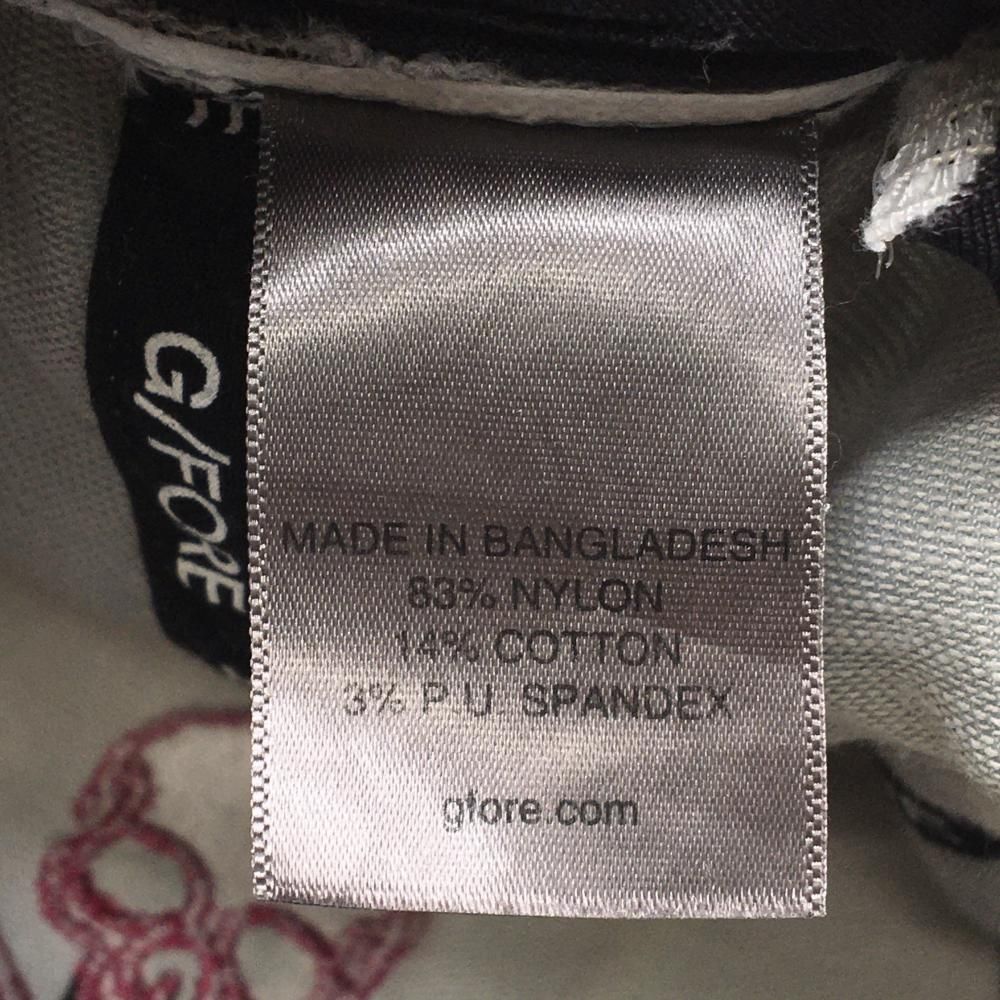 G/FORE
MADE IN BANGLADESH
83% NYLON
14% COTTON
3% P.U. SPANDEX
gfore.com